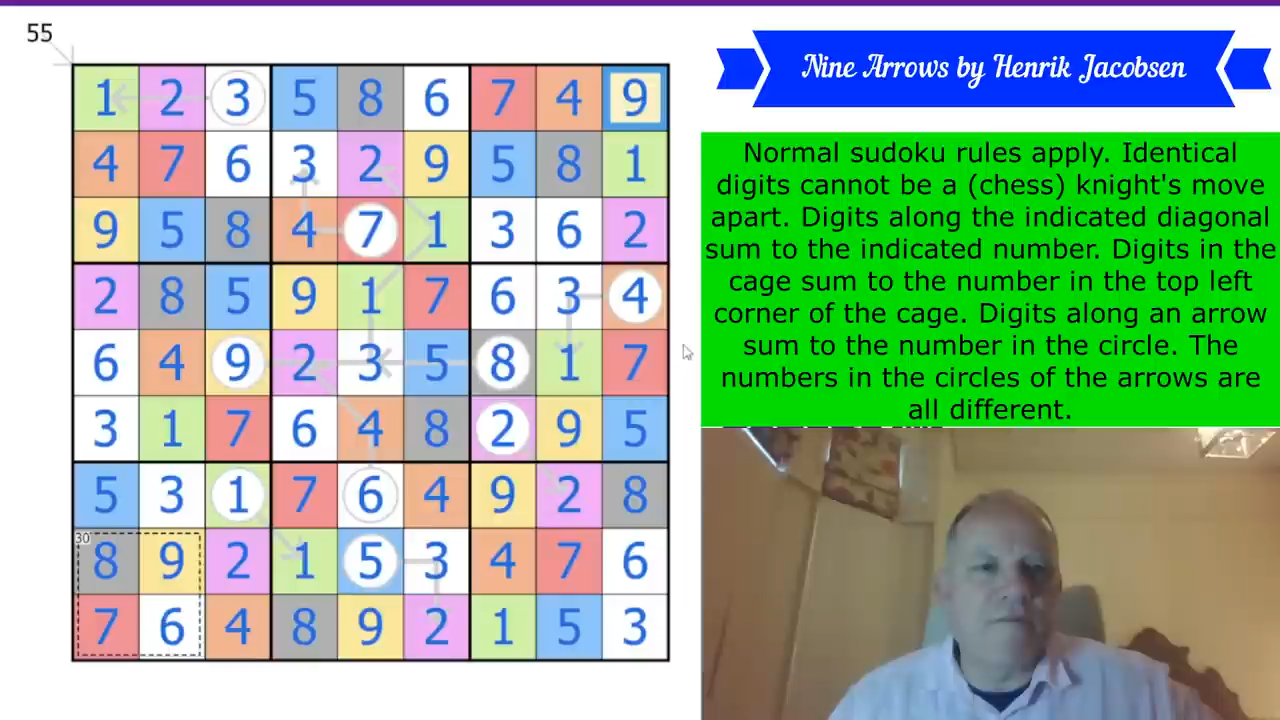 55
Nine Arrows by Henrik Jacobsen
1 2 3 5 8 6 7 4 9
4 7 6 3 2 9 5 8 1
9 5 8 4 7 1 3 6 2
2 8 5 9 1 7 6 3 4
6 4 9 2 3 5 8 1 7
3 1 7 6 4 8 2 9 5
5 3 1 7 6 4 9 2 8
30
8 9 2 1 5 3 4 7 6
7 6 4 8 9 2 1 5 3
Normal sudoku rules apply. Identical
digits cannot be a (chess) knight's move
apart. Digits along the indicated diagonal
sum to the indicated number. Digits in the
cage sum to the number in the top left
corner of the cage. Digits along an arrow
sum to the number in the circle. The
numbers in the circles of the arrows are
all different.